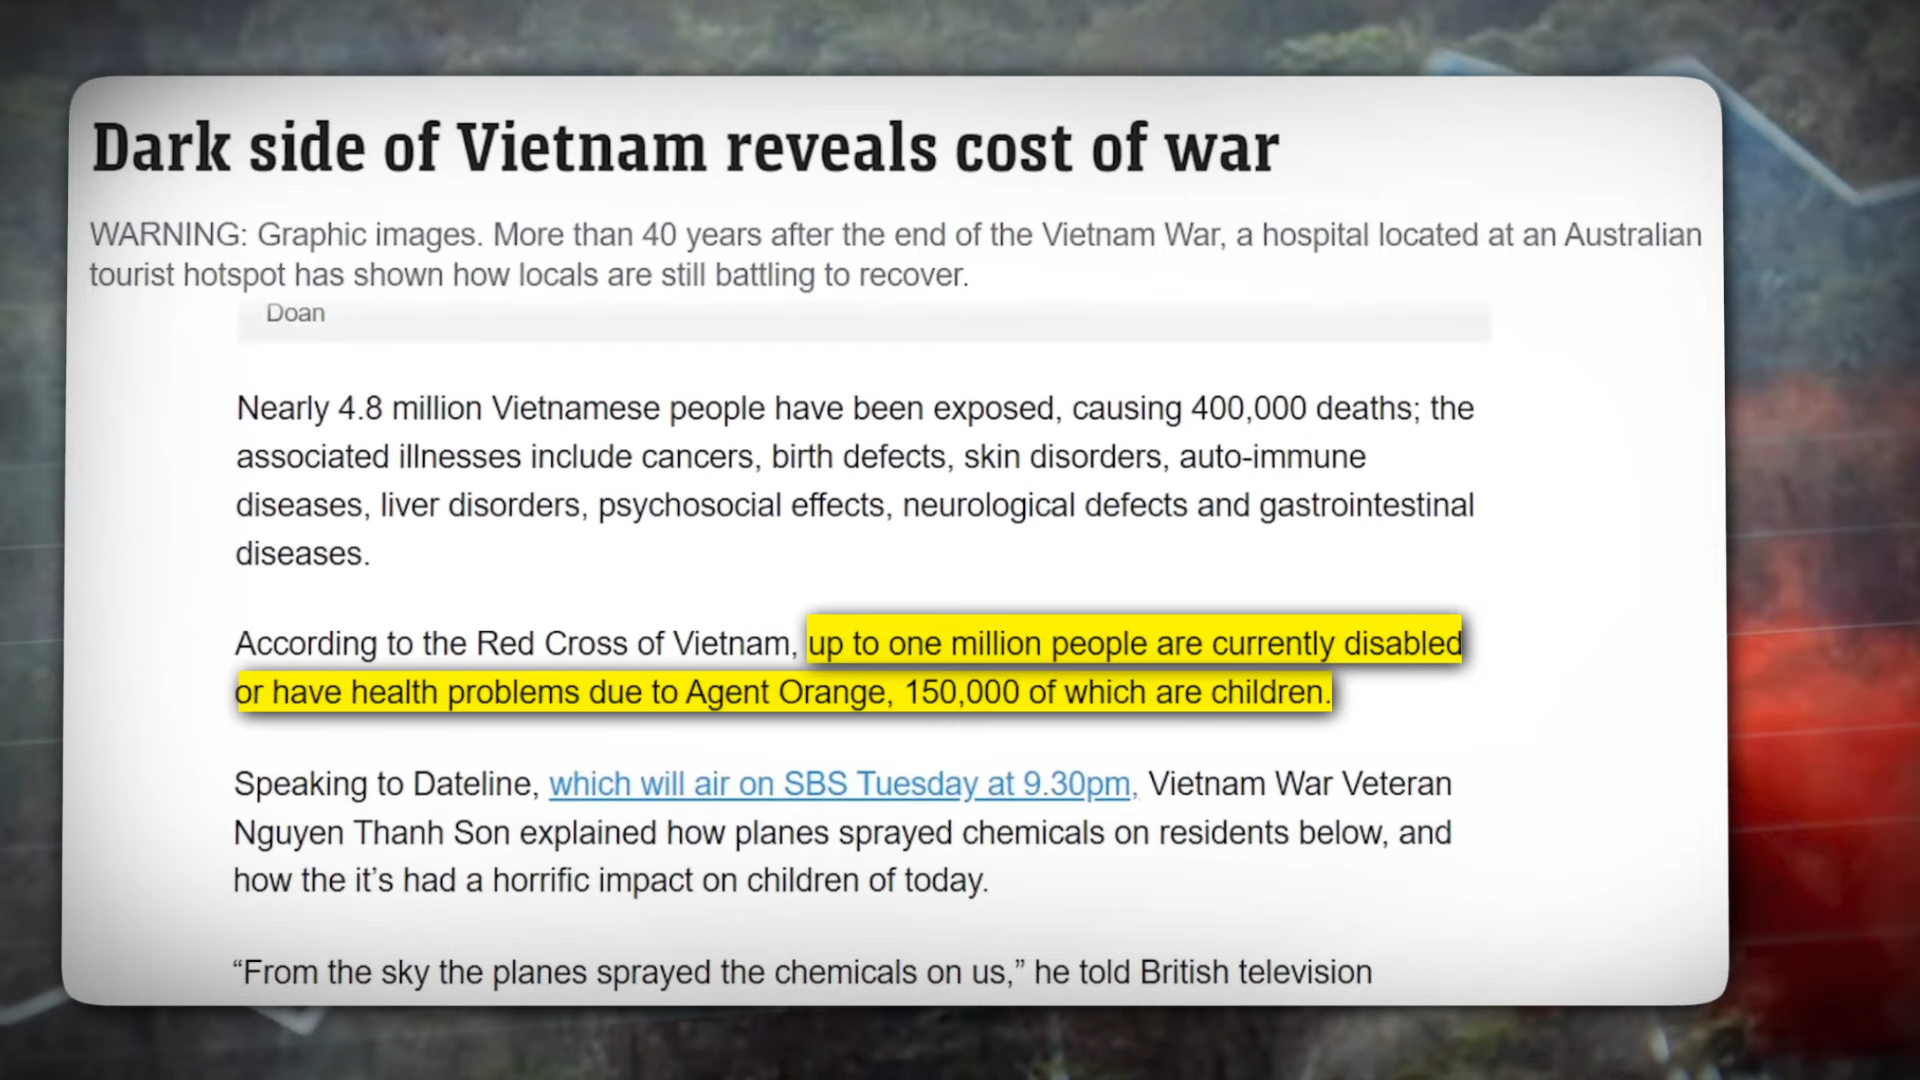 Dark side of Vietnam reveals cost of war
WARNING: Graphic images. More than 40 years after the end of the Vietnam War, a hospital located at an Australian
tourist hotspot has shown how locals are still battling to recover.
Doan
Nearly 4.8 million Vietnamese people have been exposed, causing 400,000 deaths; the
associated illnesses include cancers, birth defects, skin disorders, auto-immune
diseases, liver disorders, psychosocial effects, neurological defects and gastrointestinal
diseases.
According to the Red Cross of Vietnam, up to one million people are currently disabled
or have health problems due to Agent Orange, 150,000 of which are children.
Speaking to Dateline, which will air on SBS Tuesday at 9.30pm, Vietnam War Veteran
Nguyen Thanh Son explained how planes sprayed chemicals on residents below, and
how the it’s had a horrific impact on children of today.
“From the sky the planes sprayed the chemicals on us,” he told British television